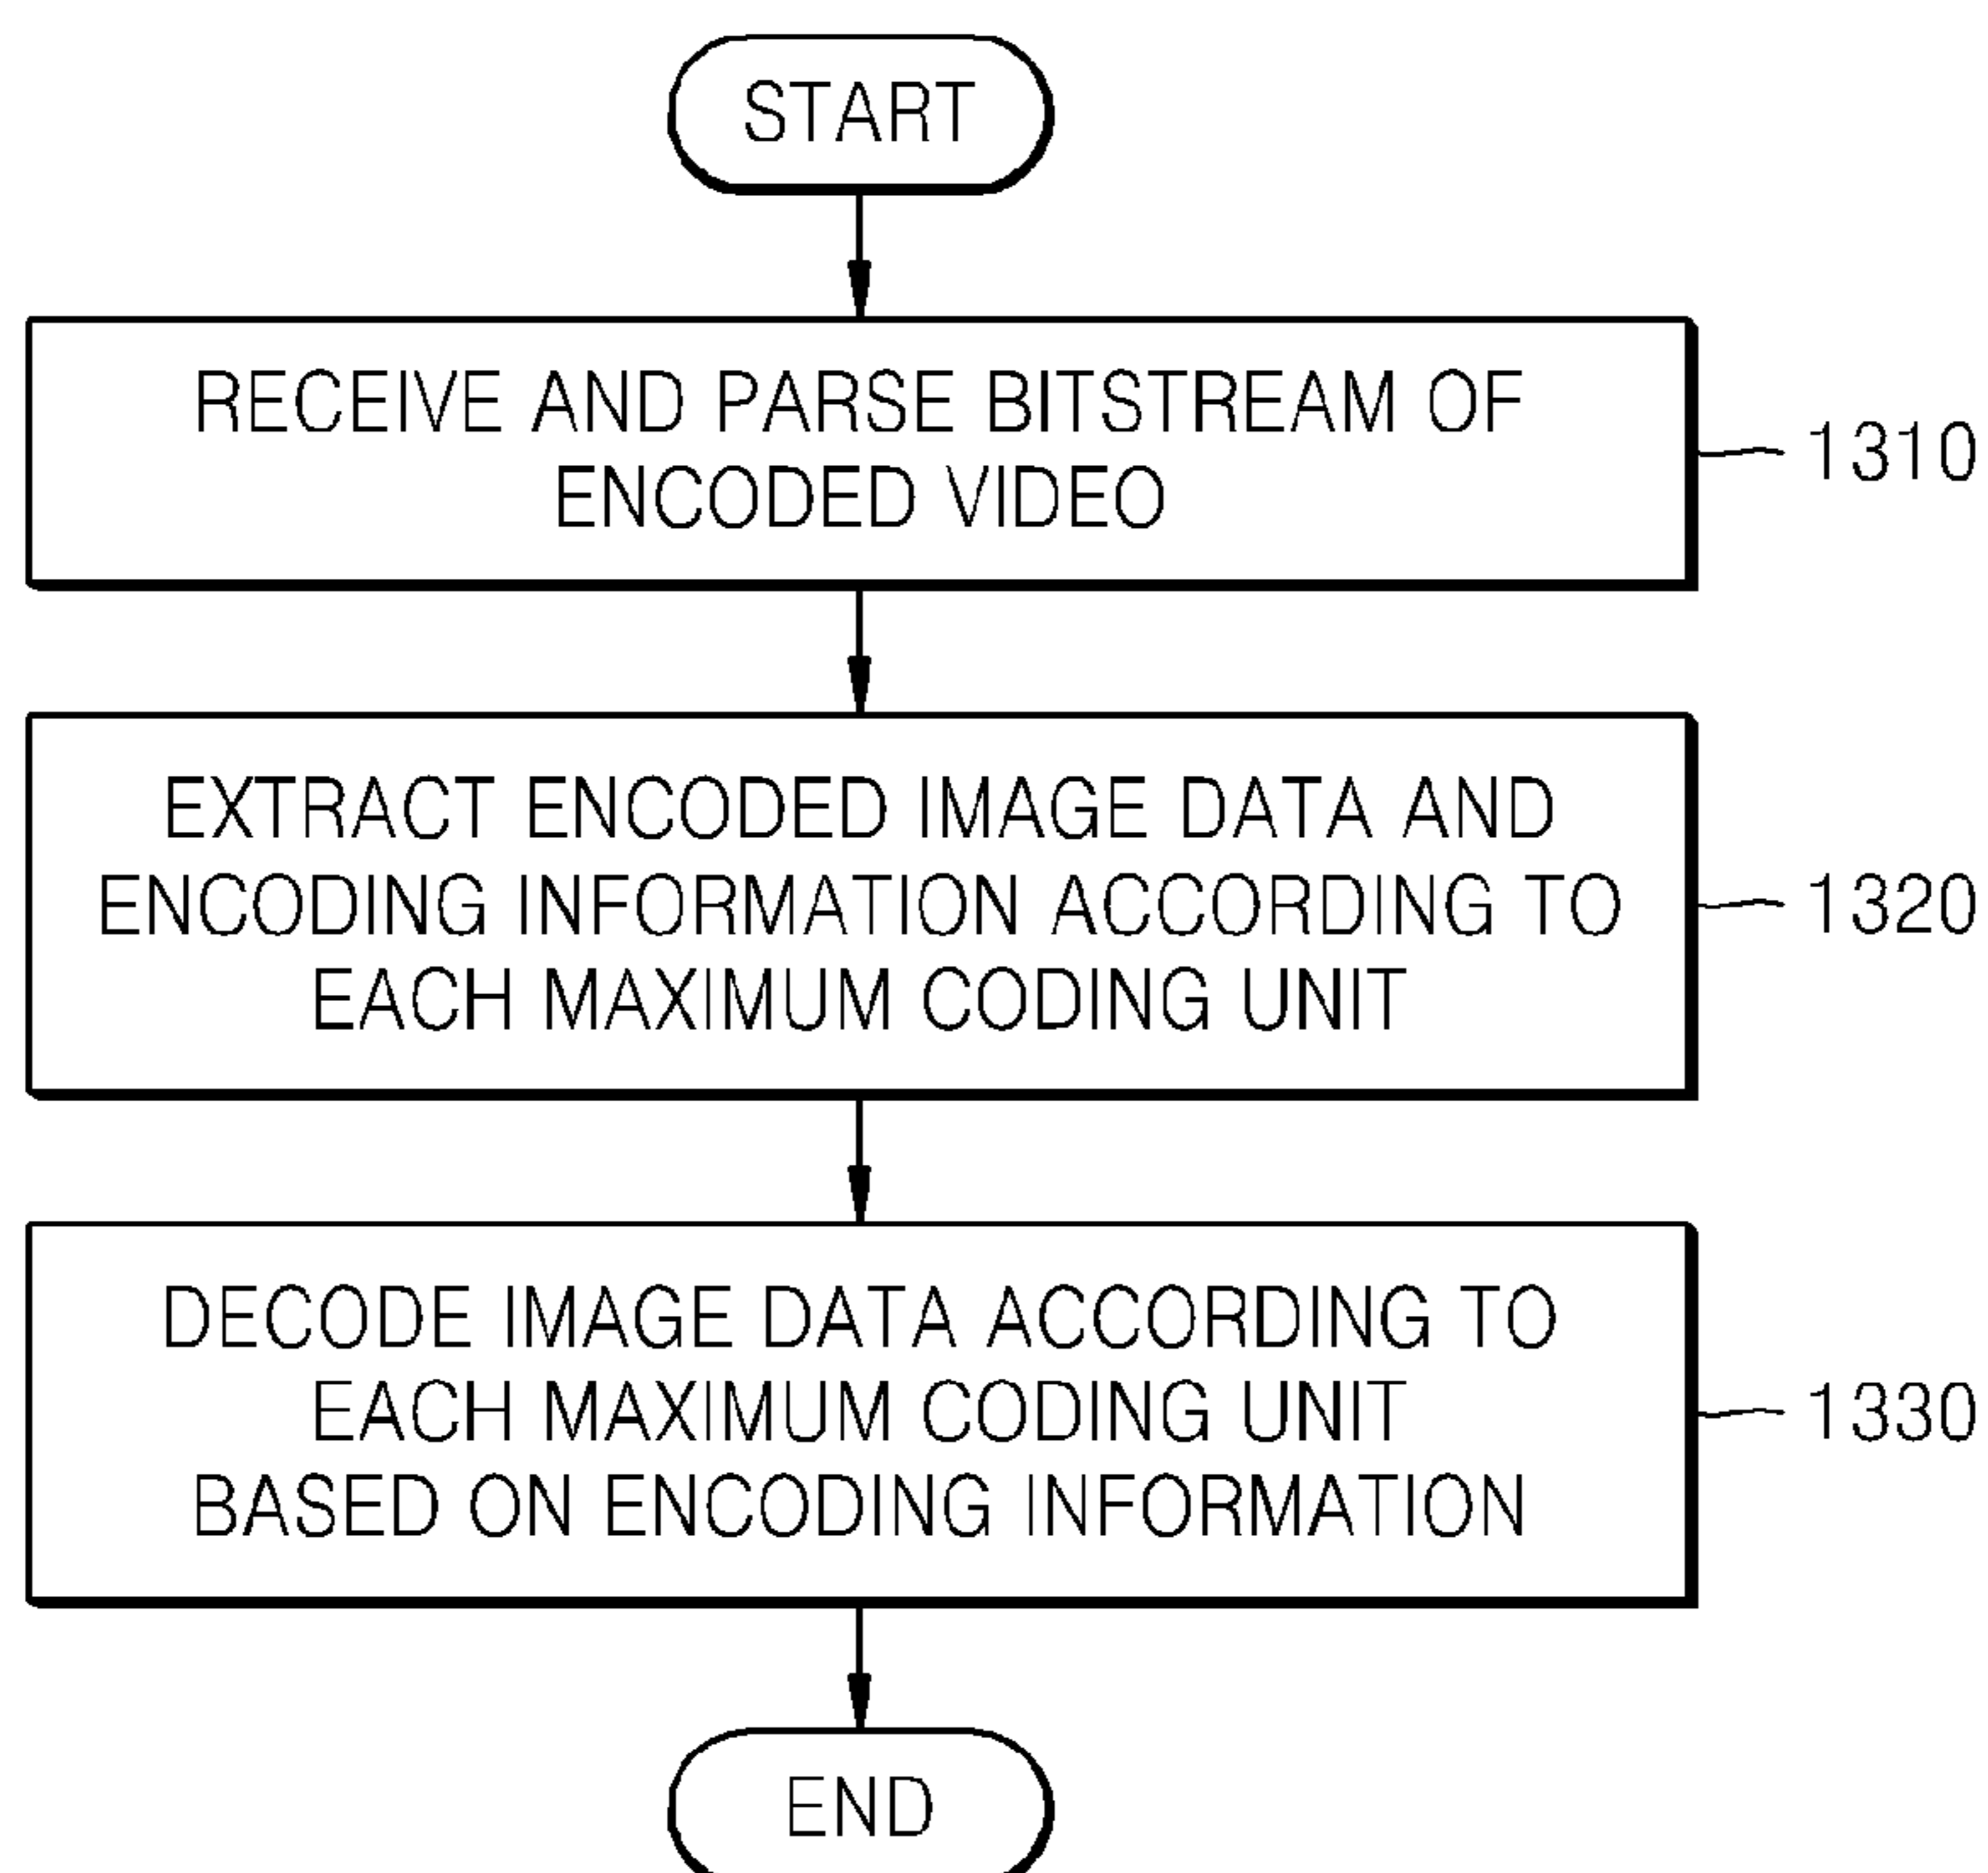 START
RECEIVE AND PARSE BITSTREAM OF
ENCODED VIDEO
1310
EXTRACT ENCODED IMAGE DATA AND
ENCODING INFORMATION ACCORDING TO
EACH MAXIMUM CODING UNIT
1320
DECODE IMAGE DATA ACCORDING TO
EACH MAXIMUM CODING UNIT
BASED ON ENCODING INFORMATION
1330
END